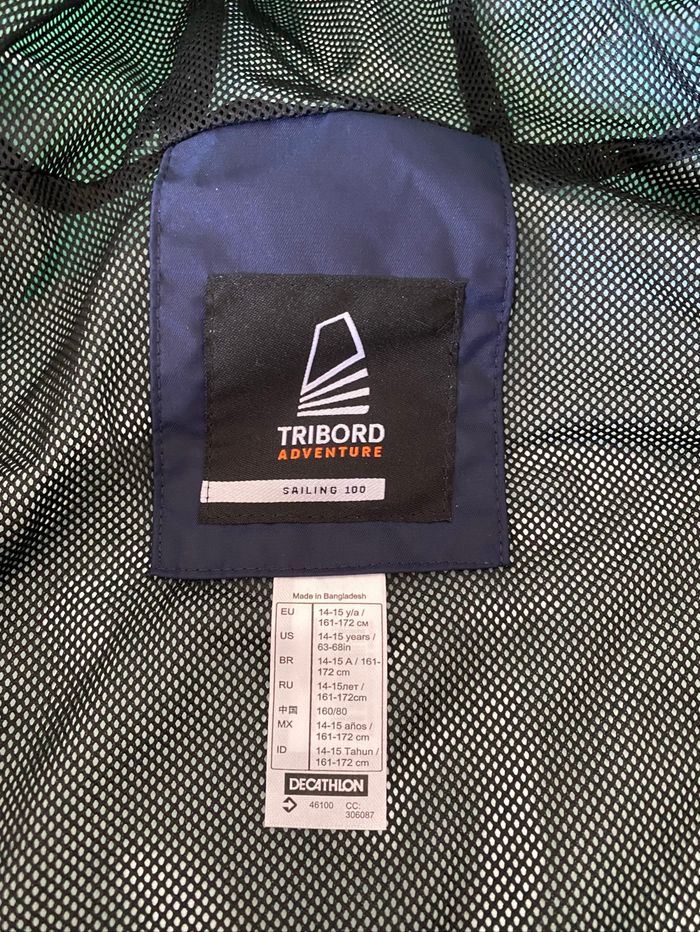 TRIBORD
ADVENTURE
SAILING 100
Made in Bangladesh
EU 14-15 y/a /
161-172 см
US 14-15 years /
63-68in
BR 14-15 A / 161-
172 cm
RU 14-15лет /
161-172cm
中国 160/80
MX 14-15 años /
161-172 cm
ID 14-15 Tahun /
161-172 cm
DECATHLON
46100 CC:
306087